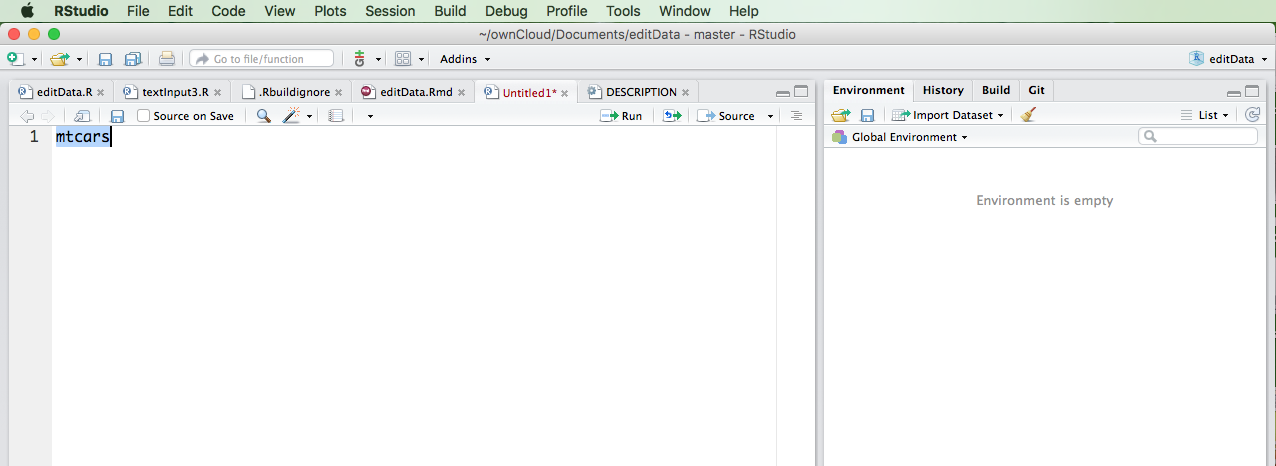 RStudio File Edit Code View Plots Session Build Debug Profile Tools Window Help
~/ownCloud/Documents/editData - master - RStudio
Go to file/function Addins editData
editData.R textInput3.R .Rbuildignore editData.Rmd Untitled1* DESCRIPTION
Source on Save Run Source
1 mtcars
Environment History Build Git
Import Dataset List
Global Environment
Environment is empty